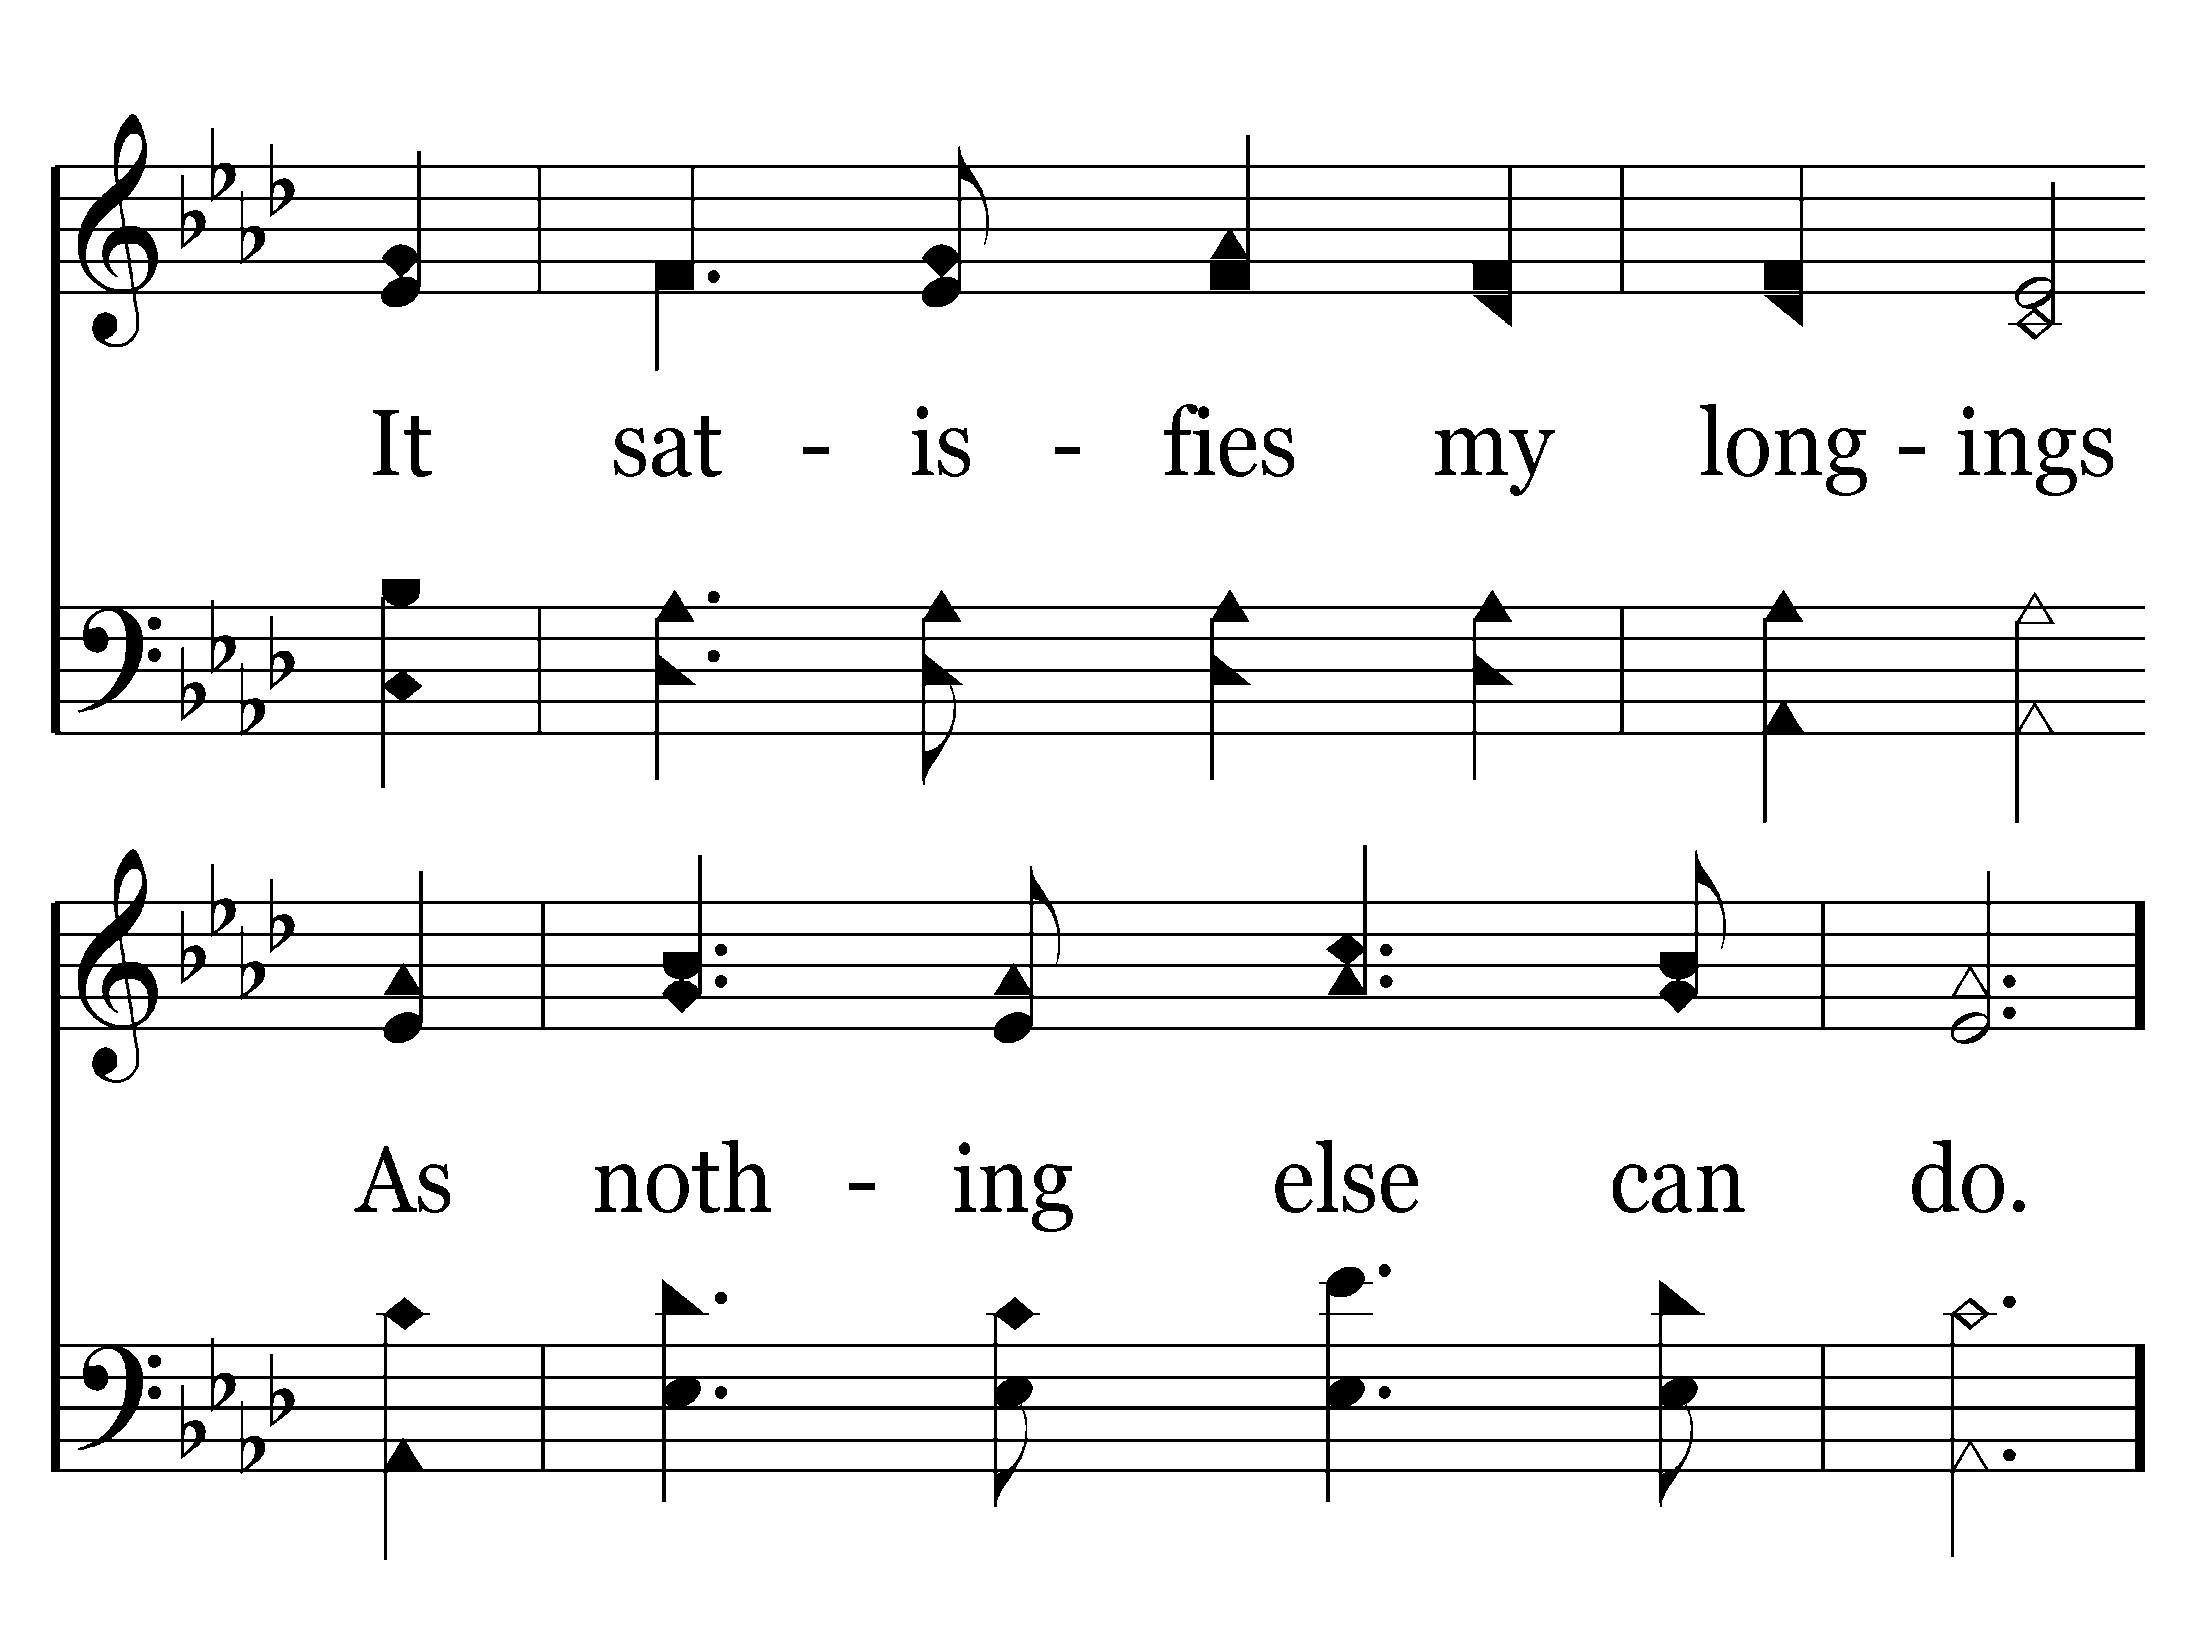 It sat - is - fies my long - ings
As noth - ing else can do.